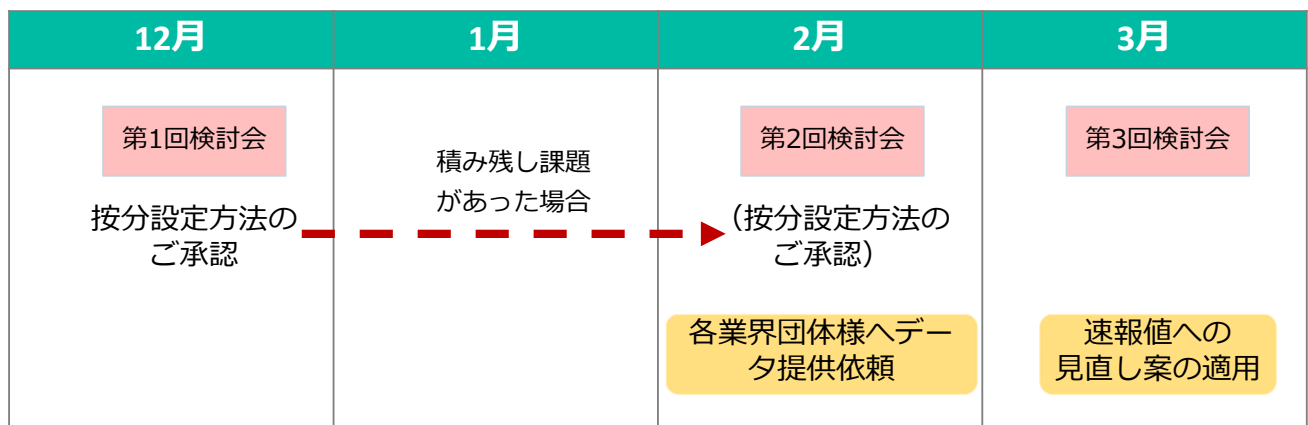 12月
1月
2月
3月
第1回検討会
積み残し課題
があった場合
第2回検討会
第3回検討会
按分設定方法の
ご承認
（按分設定方法の
ご承認）
各業界団体様へデー
タ提供依頼
速報値への
見直し案の適用